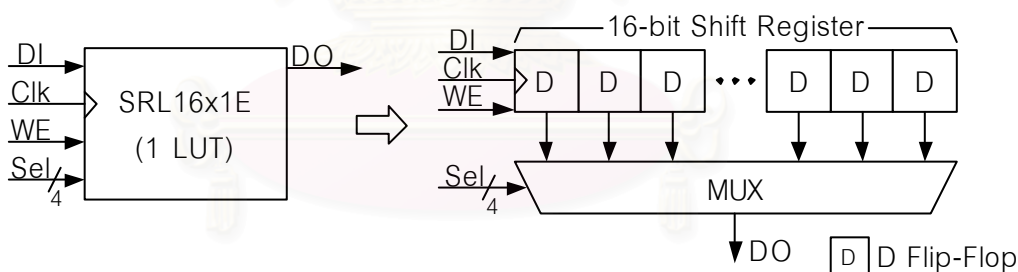 DI
Clk
WE
Sel
4
SRL16x1E
(1 LUT)
DO
16-bit Shift Register
DI
Clk
WE
D D D ••• D D D
Sel
4
MUX
DO
D D Flip-Flop